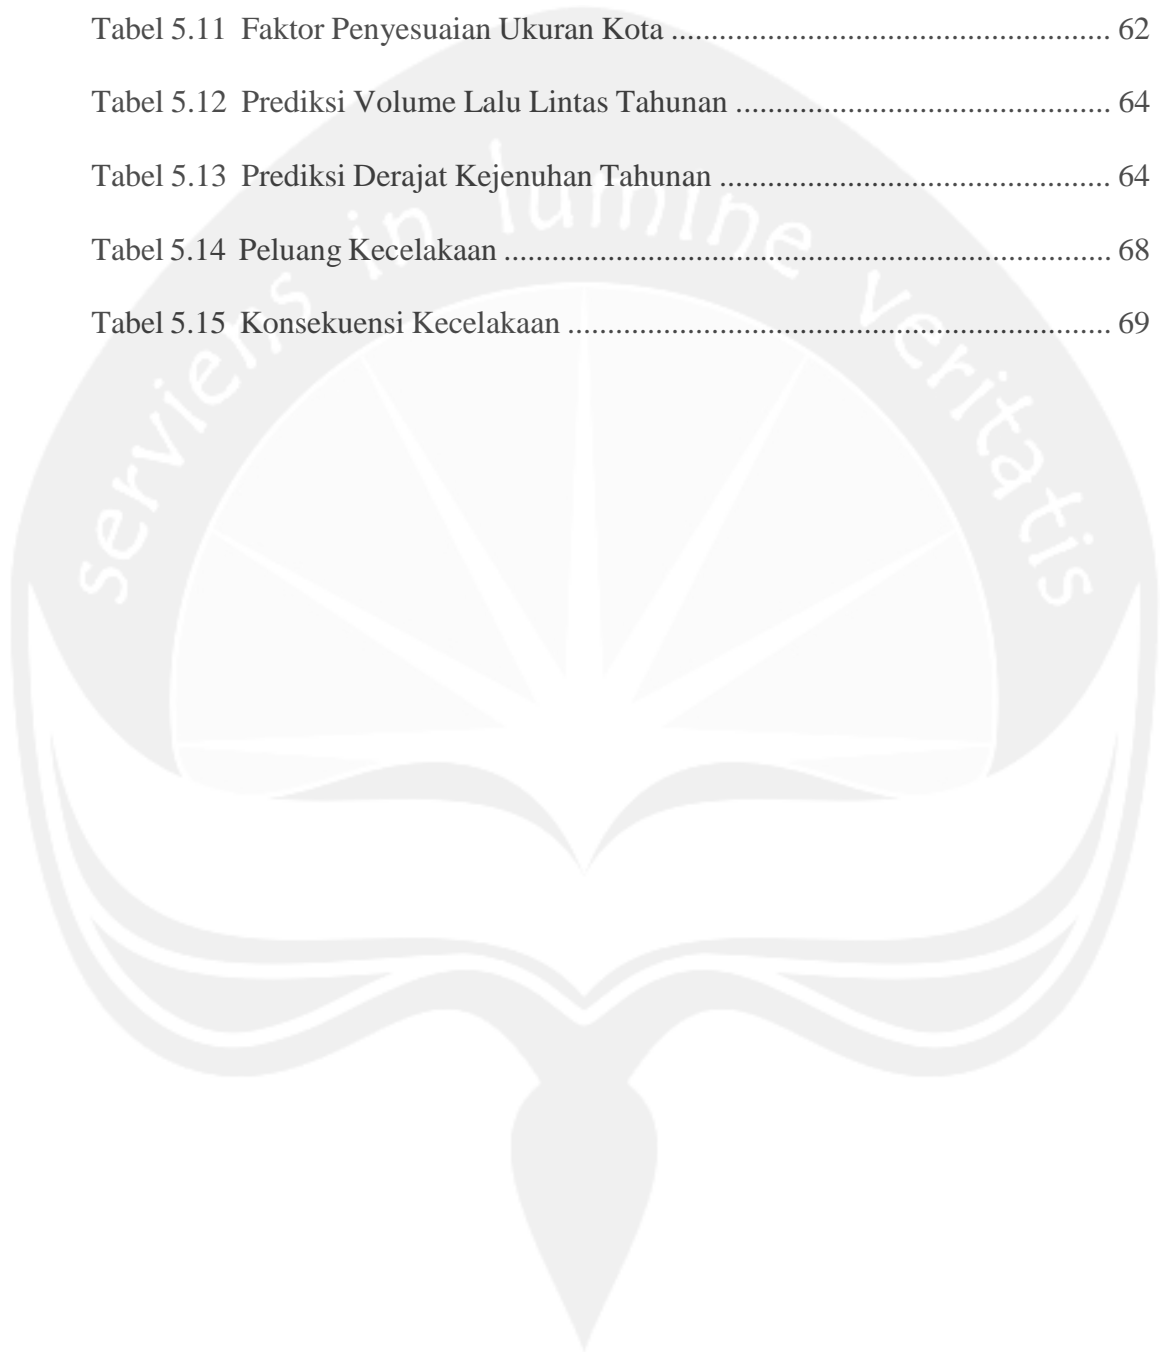 Tabel 5.11 Faktor Penyesuaian Ukuran Kota ........................................................ 62
Tabel 5.12 Prediksi Volume Lalu Lintas Tahunan ................................................ 64
Tabel 5.13 Prediksi Derajat Kejenuhan Tahunan .................................................. 64
Tabel 5.14 Peluang Kecelakaan .............................................................................. 68
Tabel 5.15 Konsekuensi Kecelakaan ...................................................................... 69
serviens in lumine veritatis